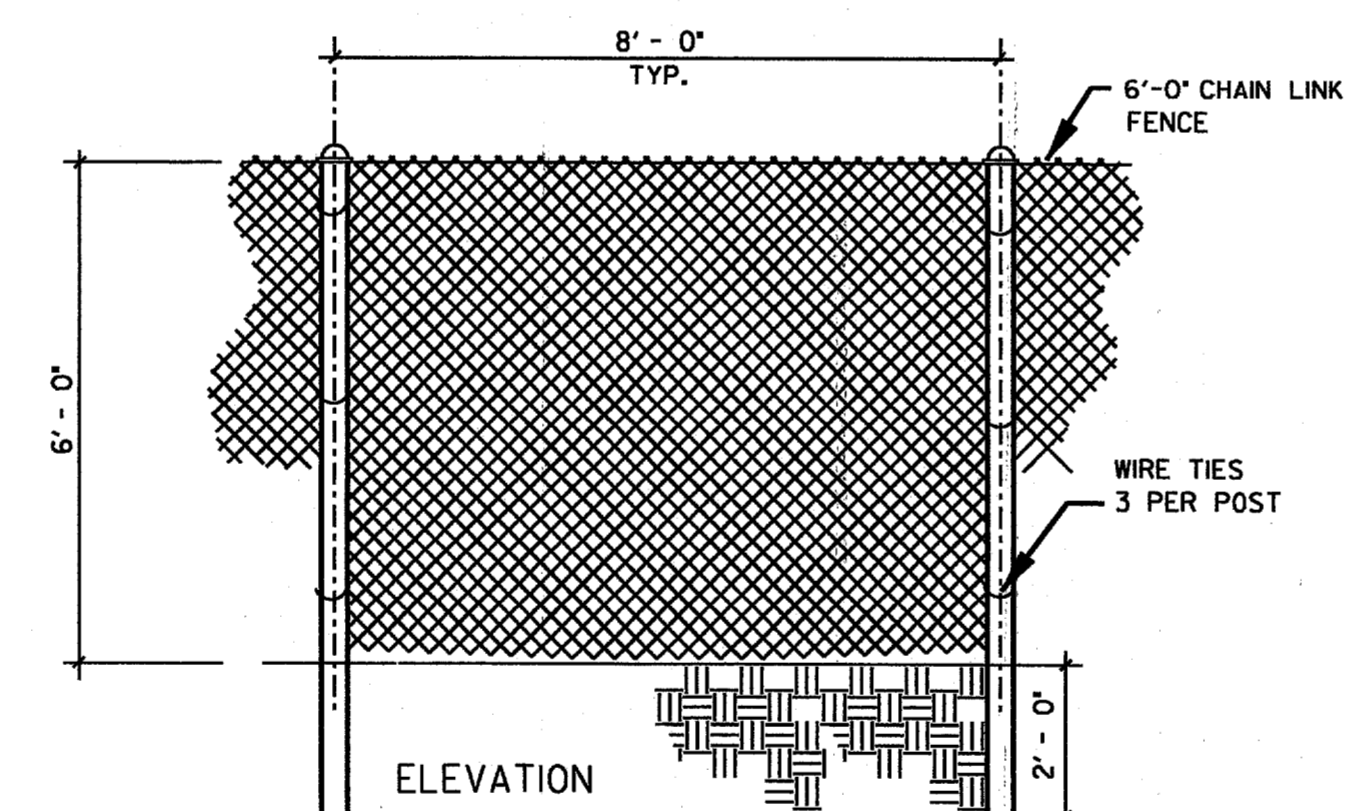 8' - 0"
TYP.
6'-0" CHAIN LINK
FENCE
6' - 0"
WIRE TIES
3 PER POST
2' - 0"
ELEVATION